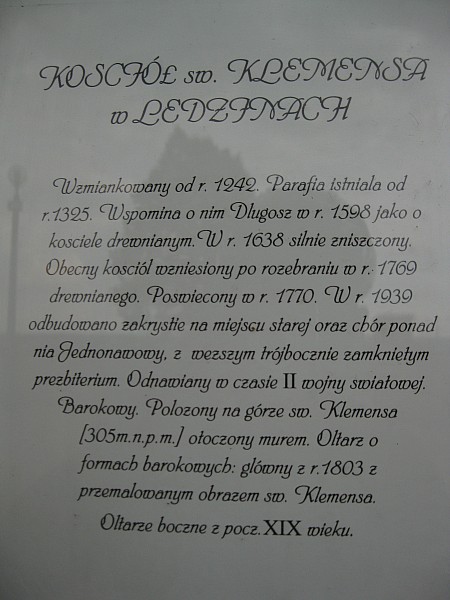 KOSCIÓŁ sw. KLEMENSA
w LEDZINACH
Wzmiankowany od r. 1242. Parafia istniala od
r.1325. Wspomina o nim Dlugosz w r. 1598 jako o
kosciele drewnianym. W r. 1638 silnie zniszczony.
Obecny kosciól wzniesiony po rozebraniu w r. 1769
drewnianego. Poswiecony w r. 1770. W r. 1939
odbudowano zakrystie na miejscu starej oraz chór ponad
nia Jednonawowy, z wezszym trójbocznie zamknietym
prezbiterium. Odnawiany w czasie II wojny swiatowej.
Barokowy. Polozony na górze sw. Klemensa
[305m.n.p.m.] otoczony murem. Oltarz o
formach barokowych: glówny z r.1803 z
przemalowanym obrazem sw. Klemensa.
Oltarze boczne z pocz.XIX wieku.